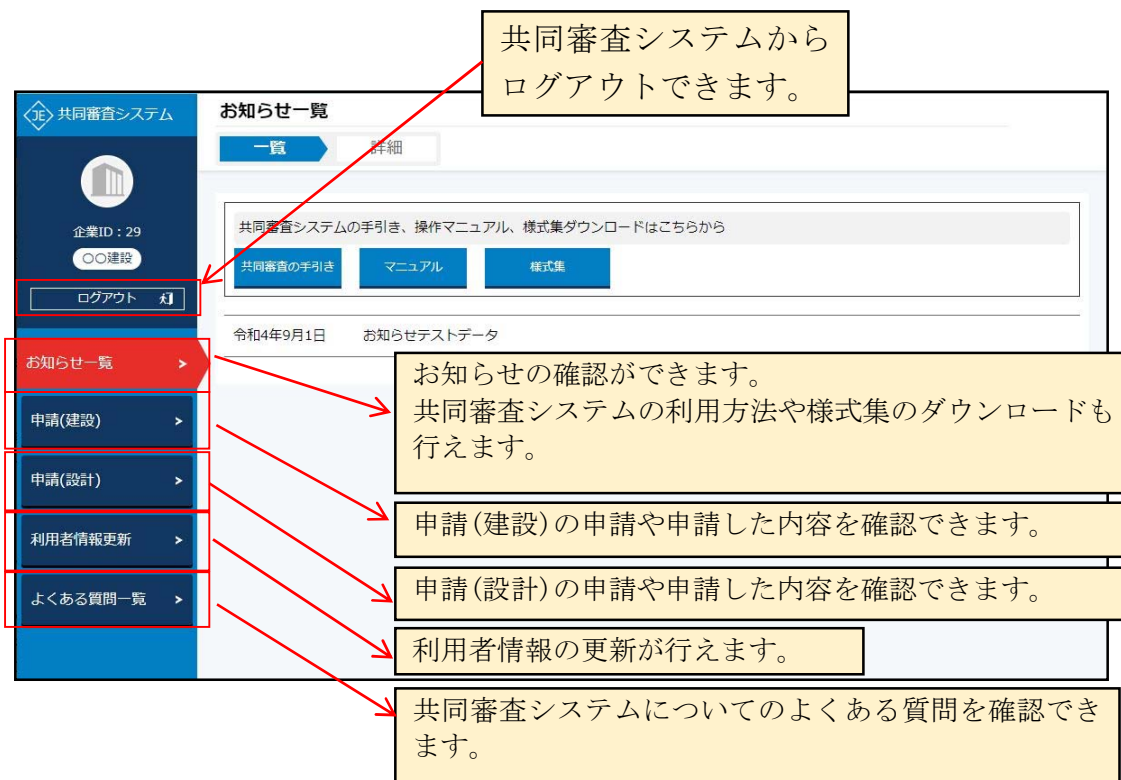 共同審査システムから
ログアウトできます。
JE 共同審査システム
お知らせ一覧
一覧
詳細
企業ID：29
〇〇建設
ログアウト
共同審査システムの手引き、操作マニュアル、様式集ダウンロードはこちらから
共同審査の手引き
マニュアル
様式集
令和4年9月1日 お知らせテストデータ
お知らせ一覧 >
お知らせの確認ができます。
共同審査システムの利用方法や様式集のダウンロードも
行えます。
申請(建設) >
申請(建設)の申請や申請した内容を確認できます。
申請(設計) >
申請(設計)の申請や申請した内容を確認できます。
利用者情報更新 >
利用者情報の更新が行えます。
よくある質問一覧 >
共同審査システムについてのよくある質問を確認でき
ます。